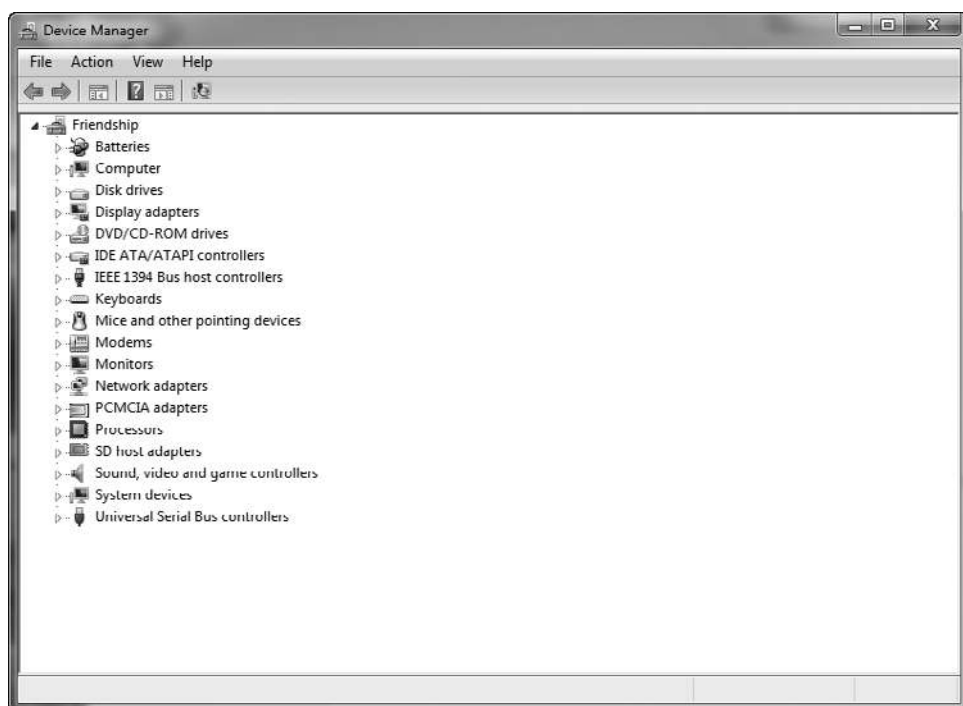 Device Manager
File Action View Help
Friendship
Batteries
Computer
Disk drives
Display adapters
DVD/CD-ROM drives
IDE ATA/ATAPI controllers
IEEE 1394 Bus host controllers
Keyboards
Mice and other pointing devices
Modems
Monitors
Network adapters
PCMCIA adapters
Processors
SD host adapters
Sound, video and game controllers
System devices
Universal Serial Bus controllers